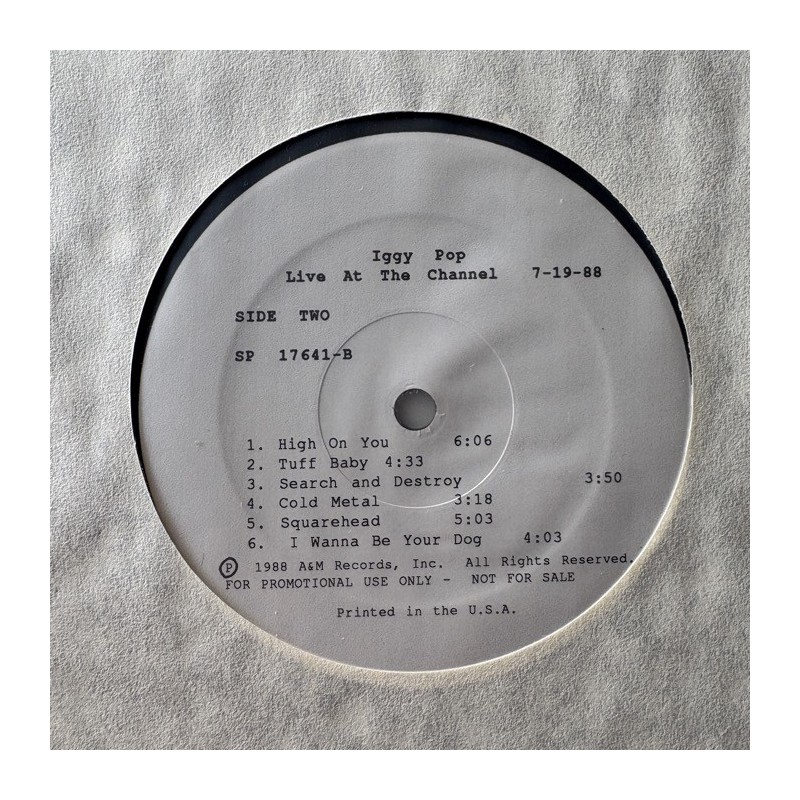 Iggy Pop
Live At The Channel 7-19-88
SIDE TWO
SP 17641-B
1. High On You 6:06
2. Tuff Baby 4:33
3. Search and Destroy 3:50
4. Cold Metal 3:18
5. Squarehead 5:03
6. I Wanna Be Your Dog 4:03
Ⓟ 1988 A&M Records, Inc. All Rights Reserved.
FOR PROMOTIONAL USE ONLY - NOT FOR SALE
Printed in the U.S.A.